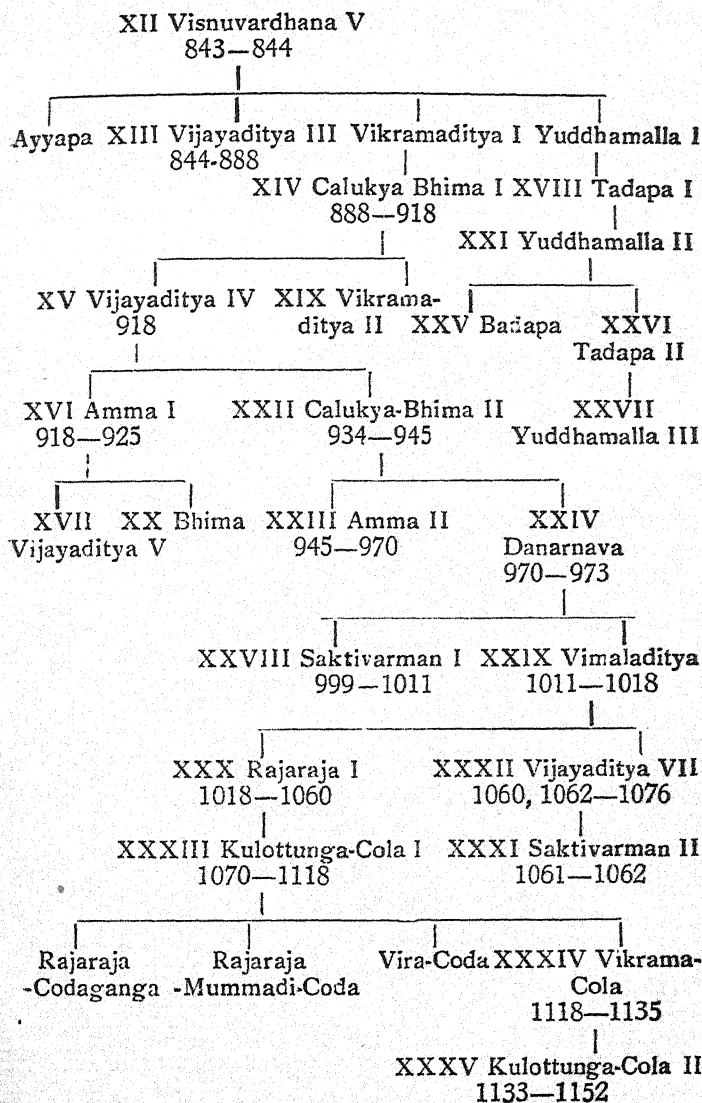 XII Visnuvardhana V
843—844
Ayyapa XIII Vijayaditya III Vikramaditya I Yuddhamalla I
844-888
XIV Calukya Bhima I XVIII Tadapa I
888—918
XXI Yuddhamalla II
XV Vijayaditya IV XIX Vikrama-
918 ditya II XXV Badapa XXVI
Tadapa II
XVI Amma I XXII Calukya-Bhima II XXVII
918—925 934—945 Yuddhamalla III
XVII XX Bhima XXIII Amma II XXIV
Vijayaditya V 945—970 Danarnava
970—973
XXVIII Saktivarman I XXIX Vimaladitya
999—1011 1011—1018
XXX Rajaraja I XXXII Vijayaditya VII
1018—1060 1060, 1062—1076
XXXIII Kulottunga-Cola I XXXI Saktivarman II
1070—1118 1061—1062
Rajaraja Rajaraja Vira-Coda XXXIV Vikrama-
-Codaganga -Mummadi-Coda Cola
1118—1135
XXXV Kulottunga-Cola II
1133—1152